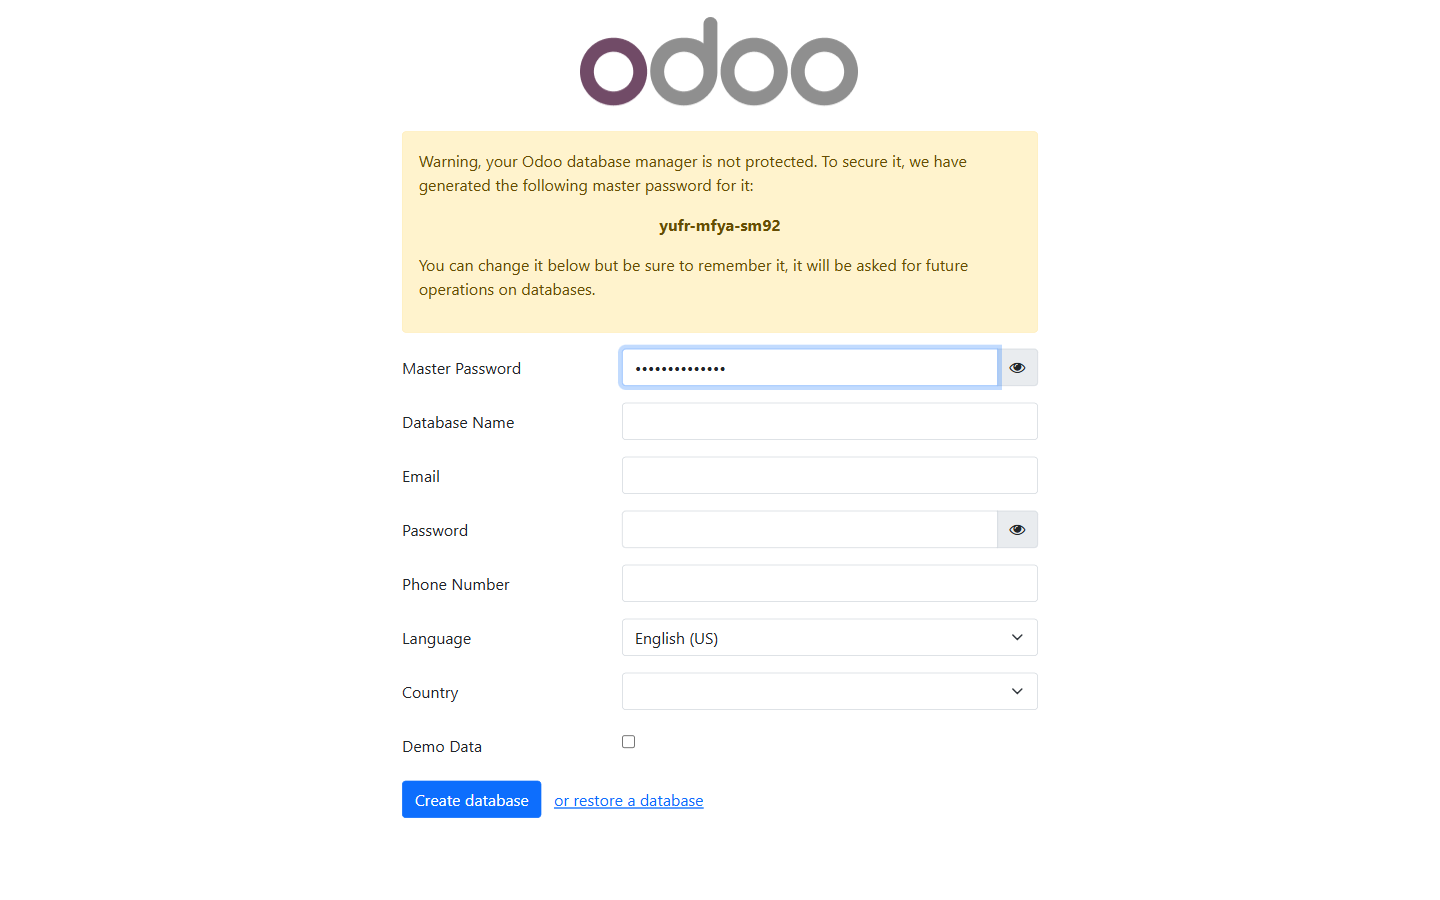 odoo
Warning, your Odoo database manager is not protected. To secure it, we have
generated the following master password for it:
yufr-mfya-sm92
You can change it below but be sure to remember it, it will be asked for future
operations on databases.
Master Password ••••••••••••••
Database Name
Email
Password
Phone Number
Language English (US)
Country
Demo Data
Create database or restore a database